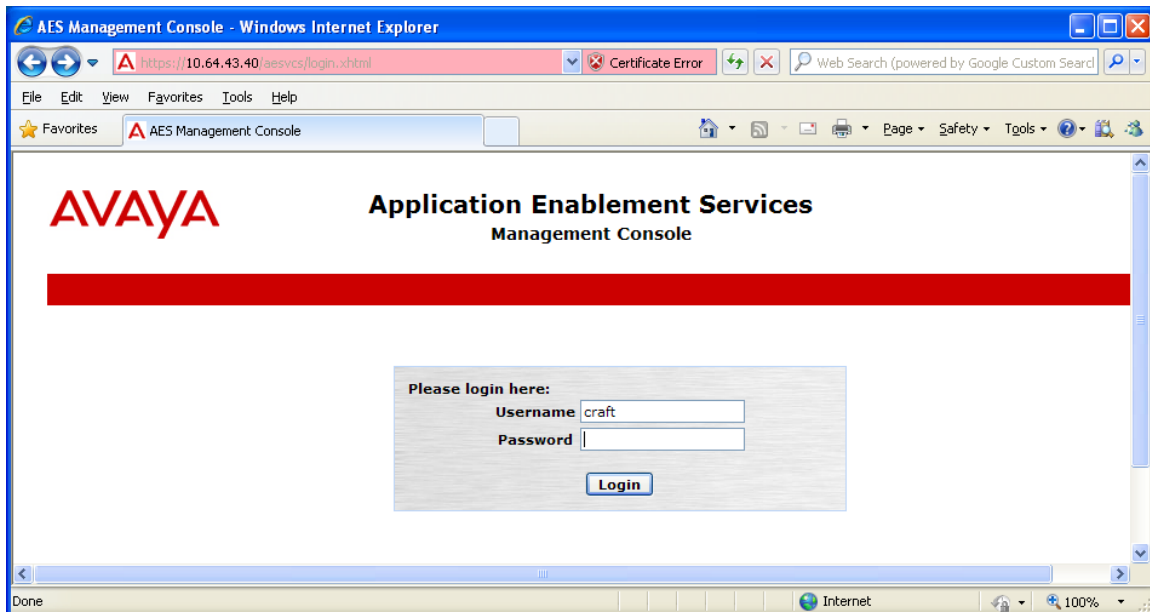 AES Management Console - Windows Internet Explorer
https://10.64.43.40/aesvcs/login.xhtml
Certificate Error
Web Search (powered by Google Custom Searcl
File Edit View Favorites Tools Help
Favorites
AES Management Console
Page Safety Tools
AVAYA
Application Enablement Services
Management Console
Please login here:
Username craft
Password
Login
Done
Internet
100%